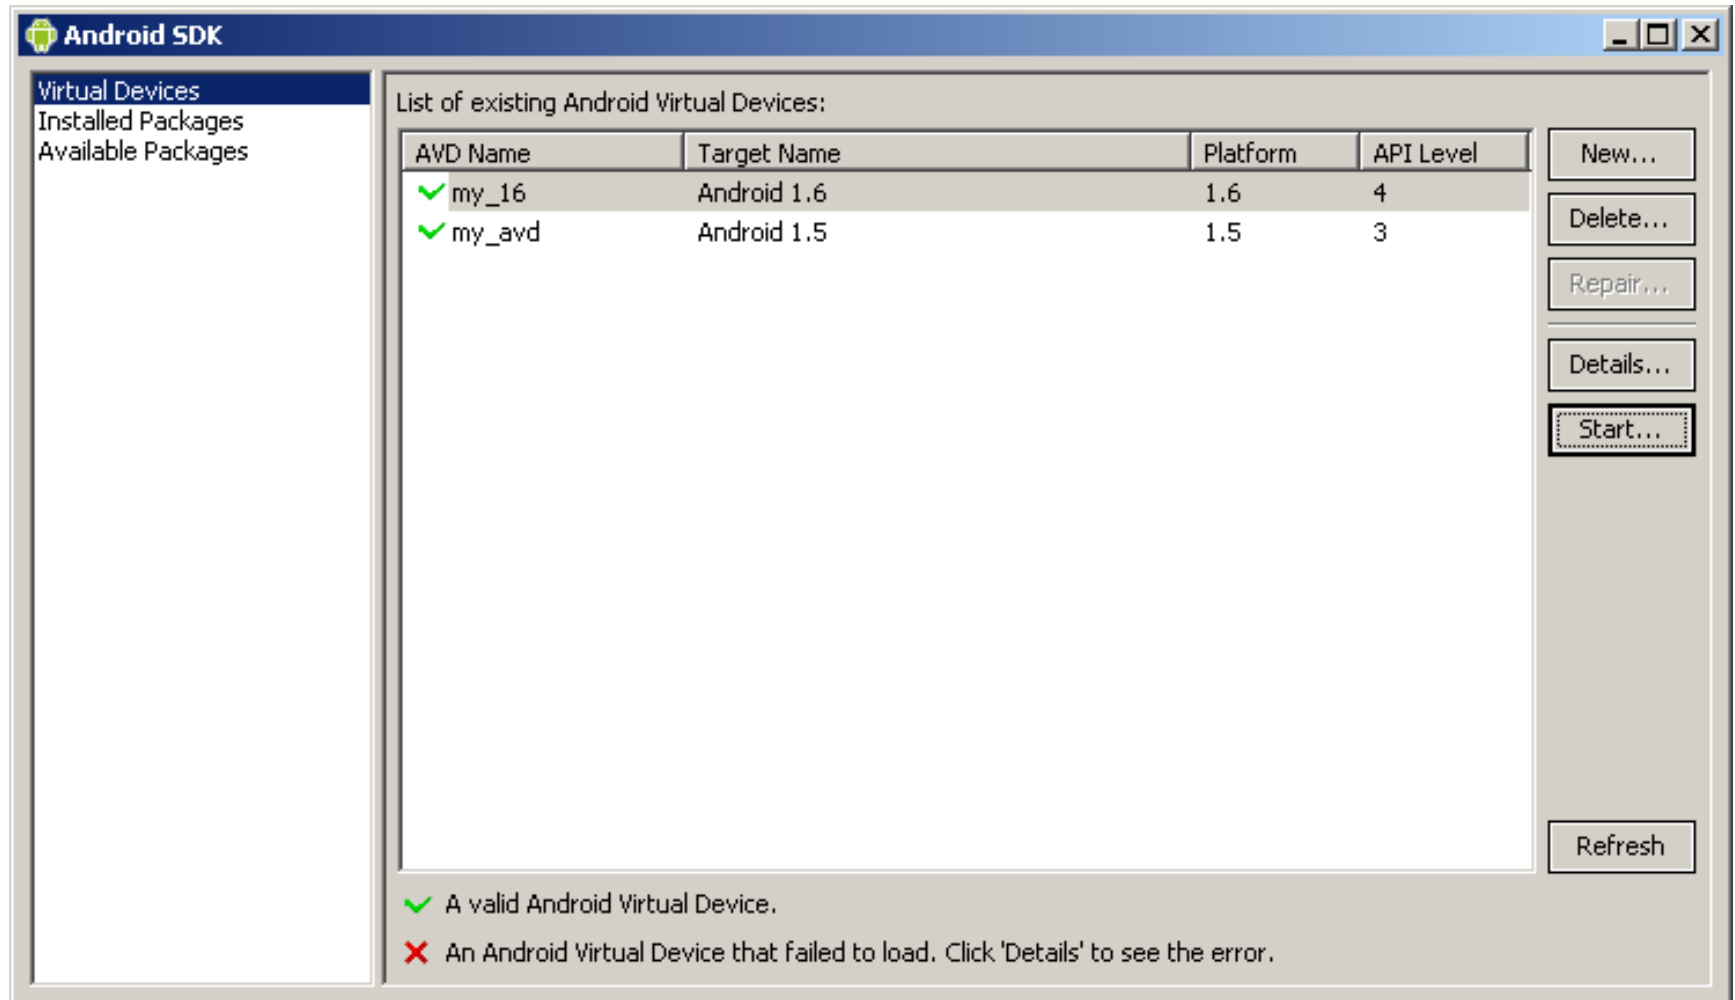 Android SDK
Virtual Devices
Installed Packages
Available Packages
List of existing Android Virtual Devices:
AVD Name Target Name Platform API Level
my_16 Android 1.6 1.6 4
my_avd Android 1.5 1.5 3
New...
Delete...
Repair...
Details...
Start...
Refresh
A valid Android Virtual Device.
An Android Virtual Device that failed to load. Click 'Details' to see the error.